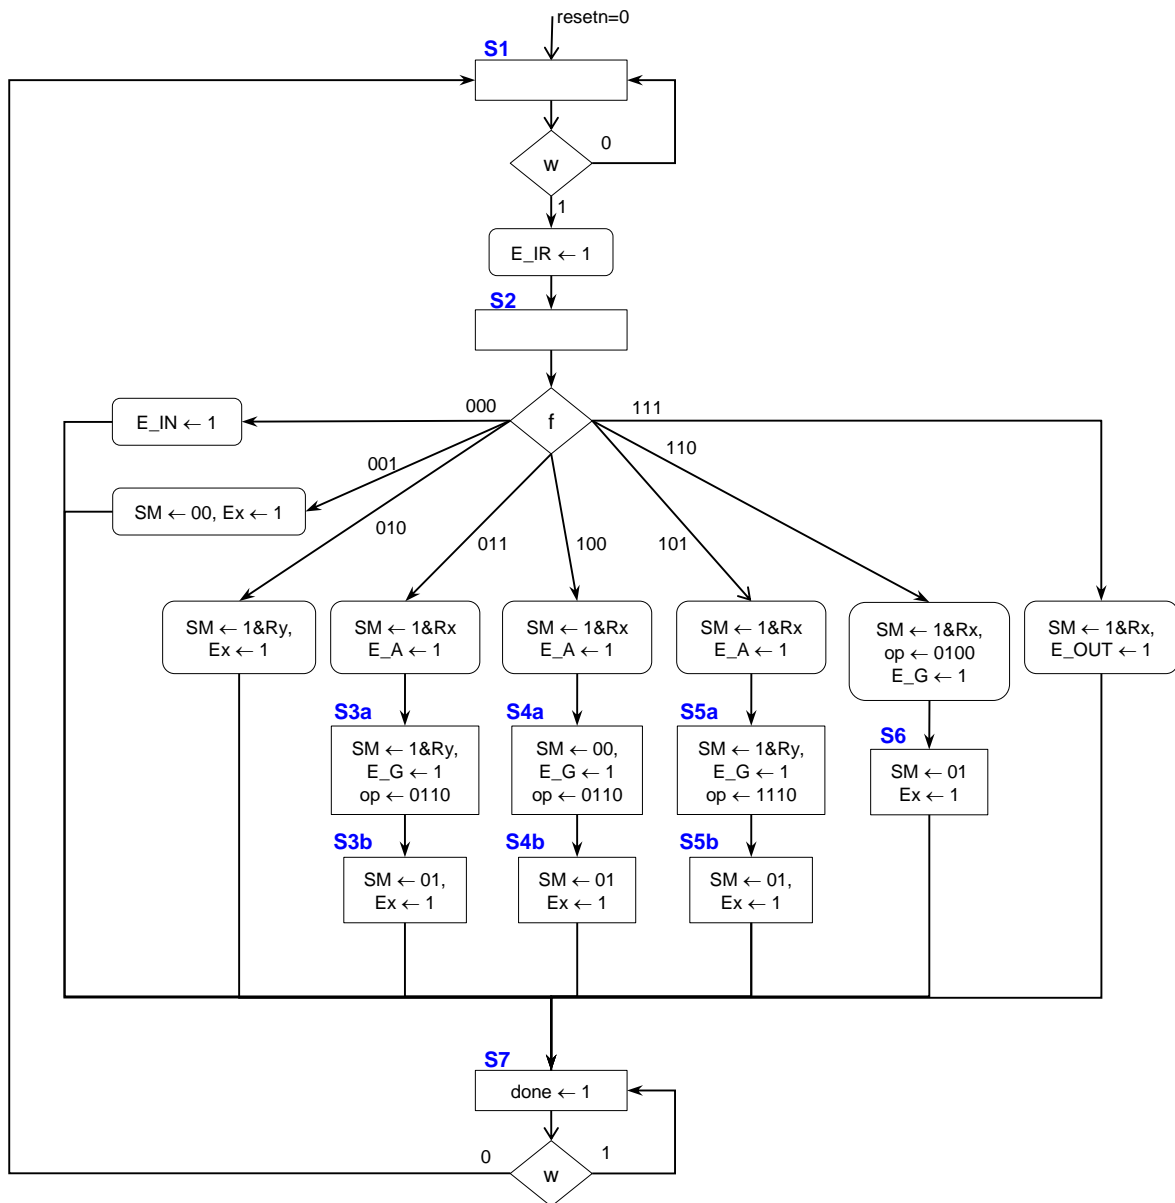 resetn=0
S1
0
w
1
E_IR ← 1
S2
000
111
E_IN ← 1
f
110
001
SM ← 00, Ex ← 1
010
011
100
101
SM ← 1&Ry,
Ex ← 1
SM ← 1&Rx
E_A ← 1
SM ← 1&Rx
E_A ← 1
SM ← 1&Rx
E_A ← 1
SM ← 1&Rx,
op ← 0100
E_G ← 1
SM ← 1&Rx,
E_OUT ← 1
S3a
SM ← 1&Ry,
E_G ← 1
op ← 0110
S4a
SM ← 00,
E_G ← 1
op ← 0110
S5a
SM ← 1&Ry,
E_G ← 1
op ← 1110
S6
SM ← 01
Ex ← 1
S3b
SM ← 01,
Ex ← 1
S4b
SM ← 01
Ex ← 1
S5b
SM ← 01,
Ex ← 1
S7
done ← 1
0
1
w